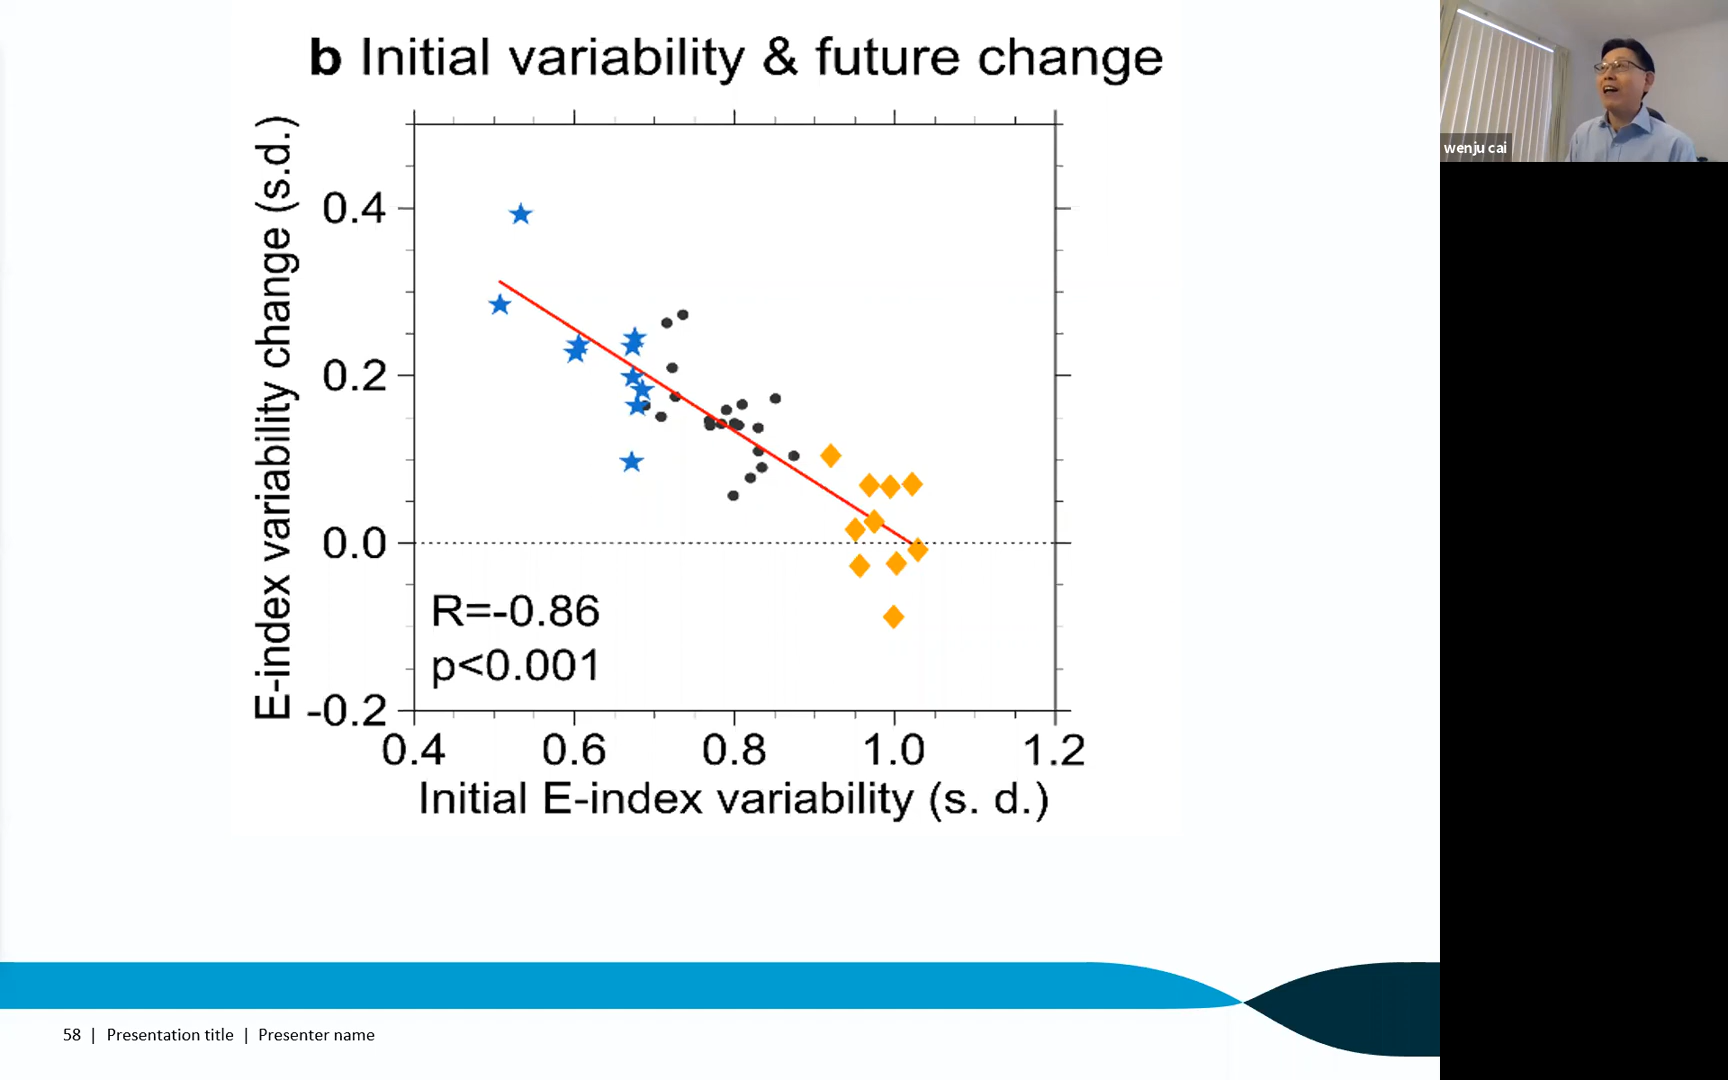 b Initial variability & future change
E-index variability change (s.d.)
0.4
0.2
0.0
-0.2
R=-0.86
p<0.001
0.4 0.6 0.8 1.0 1.2
Initial E-index variability (s. d.)
58 | Presentation title | Presenter name
wenju cai